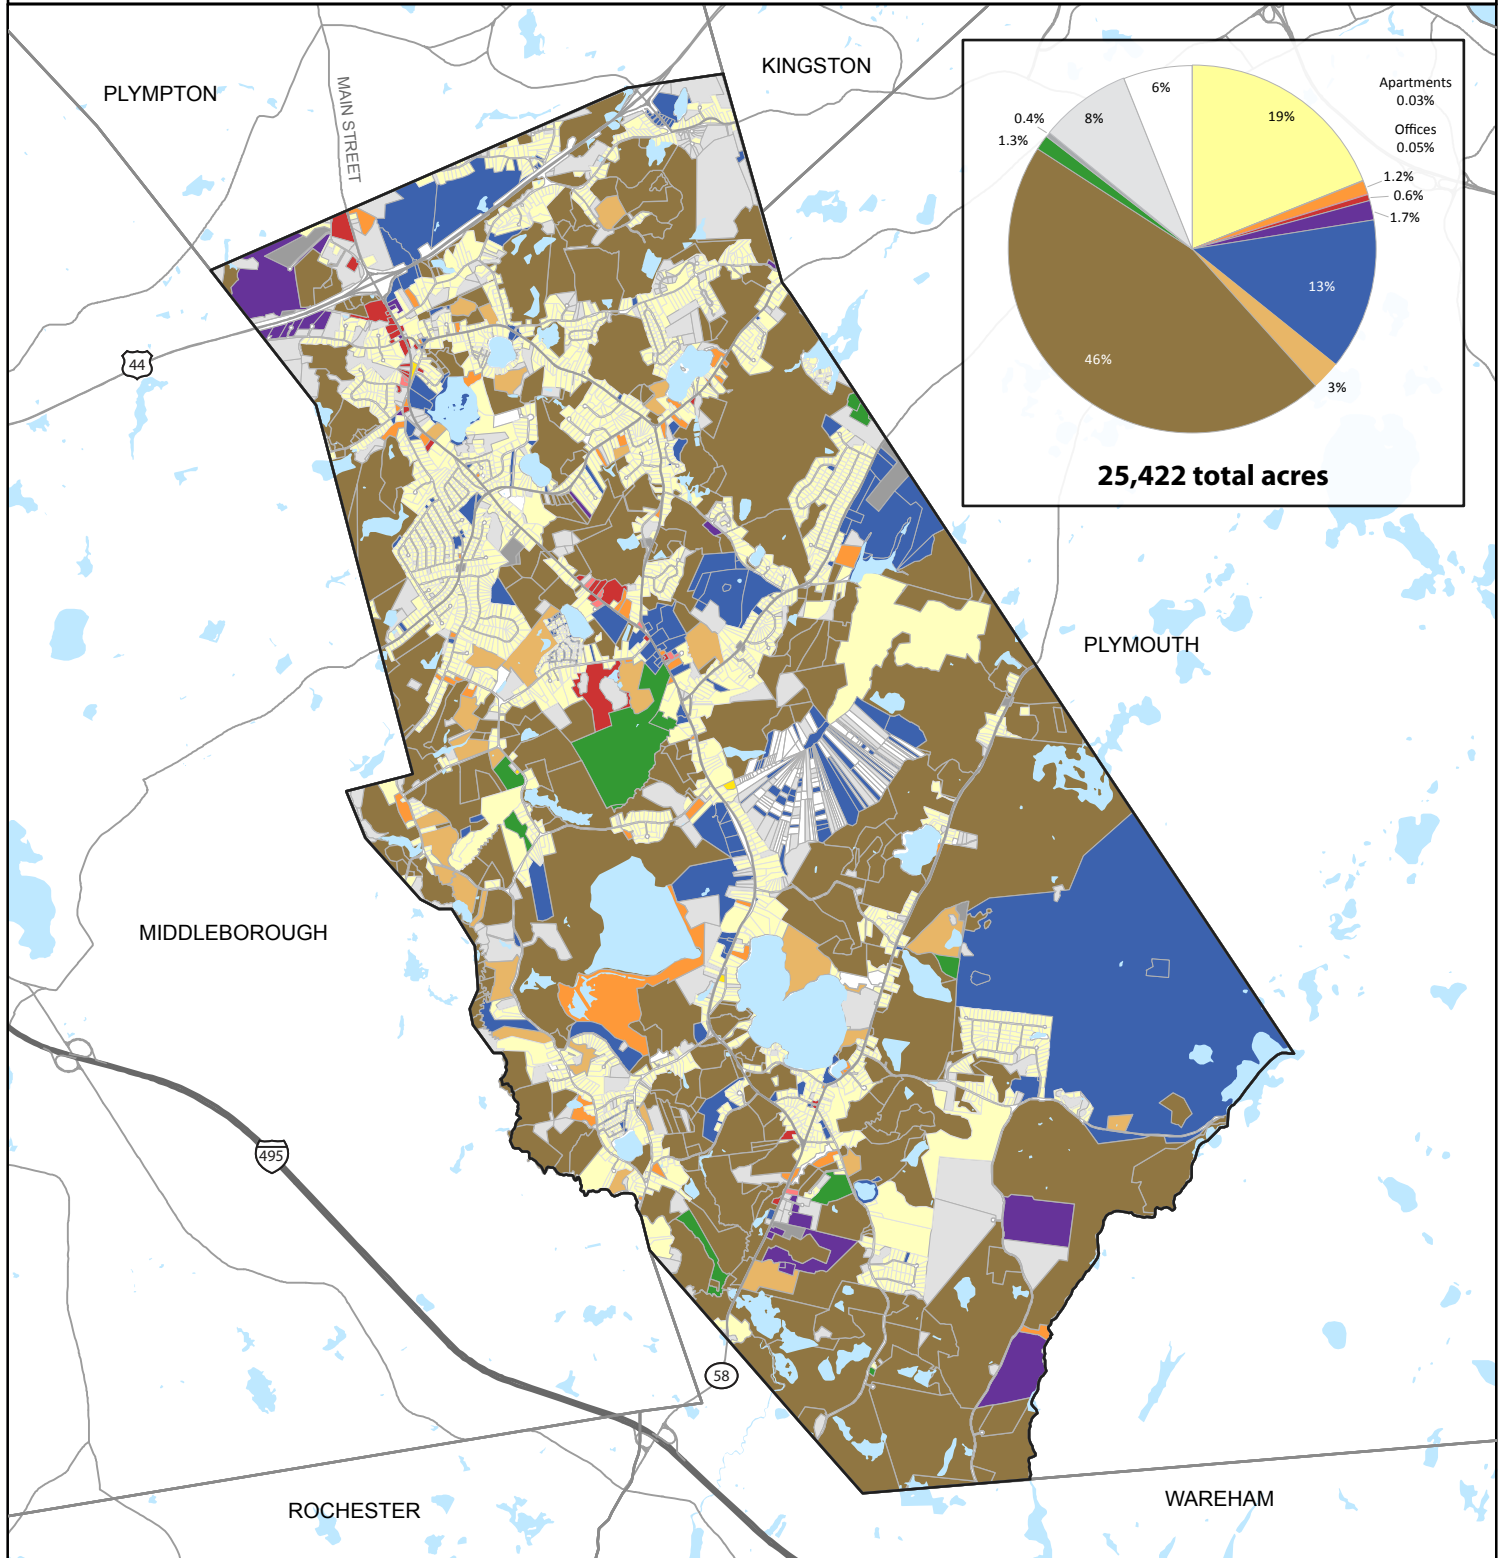 KINGSTON
PLYMPTON
MAIN STREET
6%
Apartments
0.03%
19%
8%
0.4%
Offices
0.05%
1.3%
1.2%
0.6%
1.7%
13%
46%
3%
25,422 total acres
44
PLYMOUTH
MIDDLEBOROUGH
495
58
ROCHESTER
WAREHAM